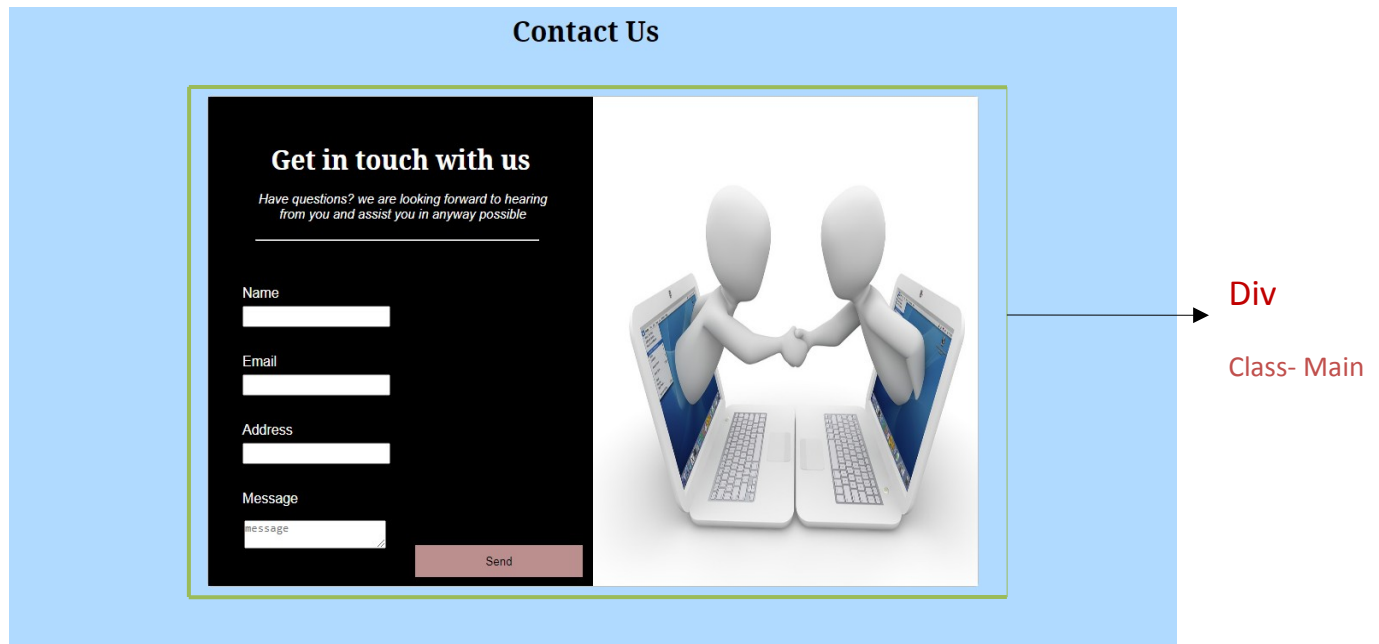 Contact Us
Get in touch with us
Have questions? we are looking forward to hearing
from you and assist you in anyway possible
Name
Email
Address
Message
message
Send
Div
Class- Main